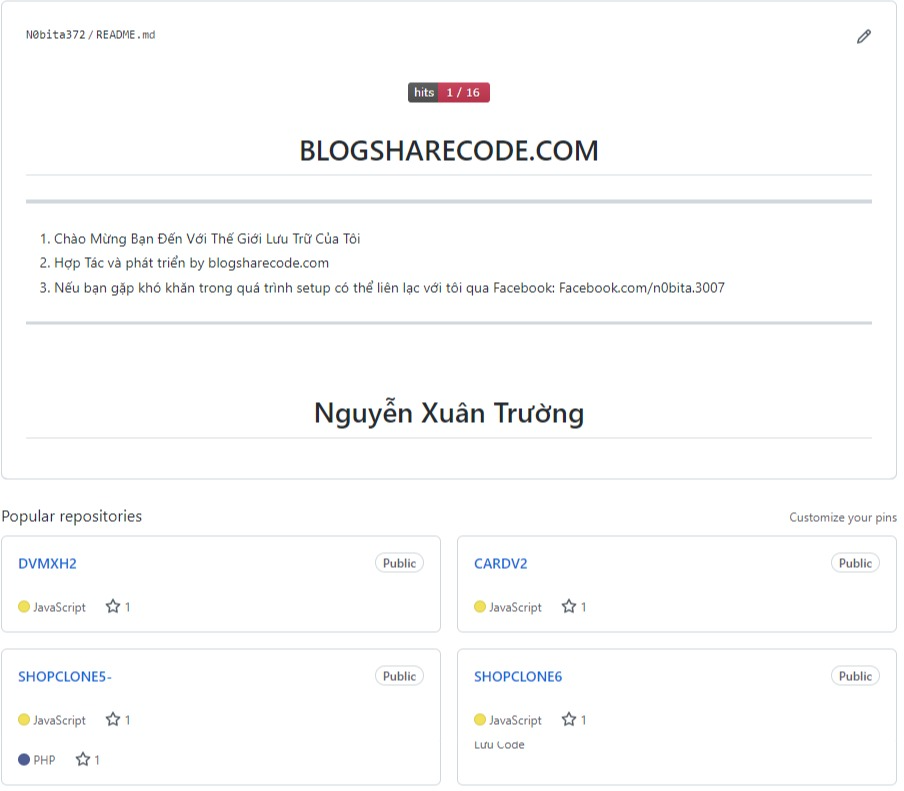 N0bita372 / README.md
hits 1 / 16
BLOGSHARECODE.COM
1. Chào Mừng Bạn Đến Với Thế Giới Lưu Trữ Của Tôi
2. Hợp Tác và phát triển by blogsharecode.com
3. Nếu bạn gặp khó khăn trong quá trình setup có thể liên lạc với tôi qua Facebook: Facebook.com/n0bita.3007
Nguyễn Xuân Trường
Popular repositories
Customize your pins
DVMXH2 Public
JavaScript 1
CARDV2 Public
JavaScript 1
SHOPCLONE5- Public
JavaScript 1
PHP 1
SHOPCLONE6 Public
JavaScript 1
Lưu Code